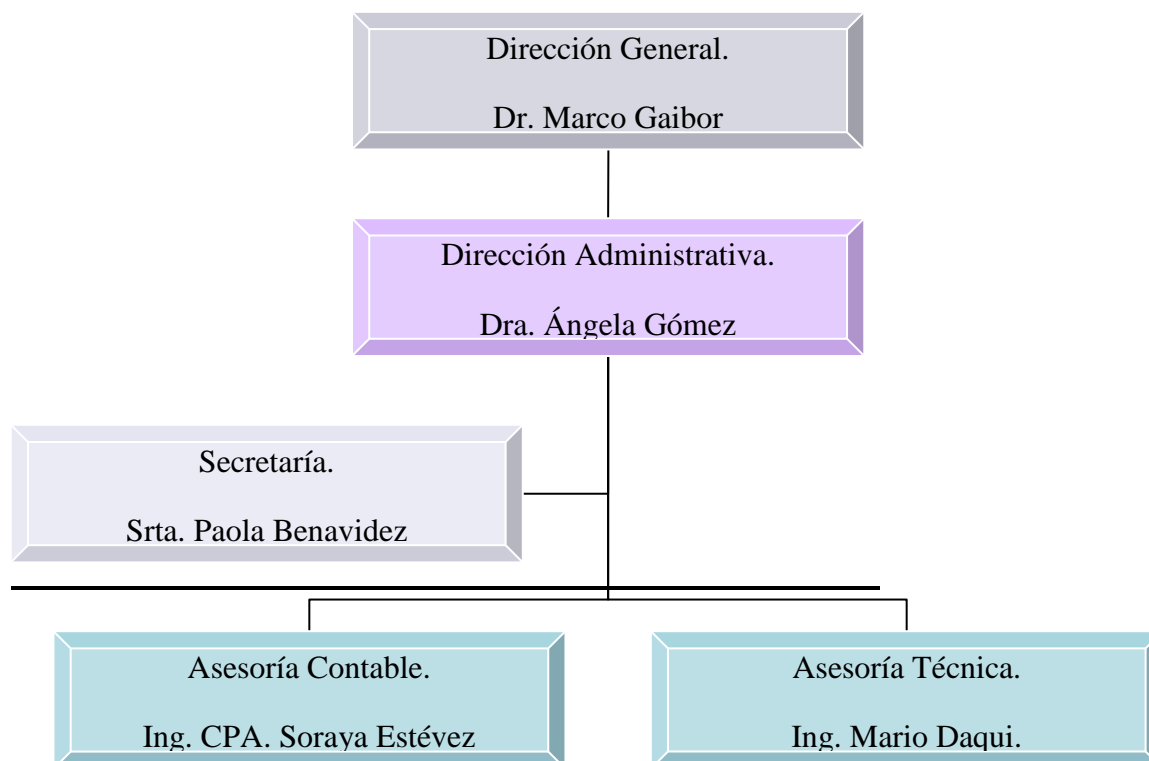 Dirección General.
Dr. Marco Gaibor
Dirección Administrativa.
Dra. Ángela Gómez
Secretaría.
Srta. Paola Benavidez
Asesoría Contable.
Ing. CPA. Soraya Estévez
Asesoría Técnica.
Ing. Mario Daqui.